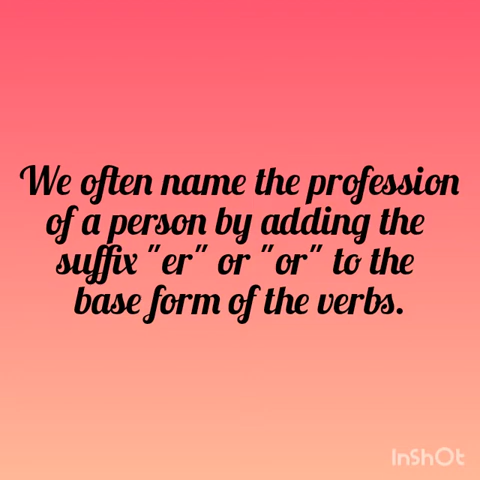 We often name the profession
of a person by adding the
suffix "er" or "or" to the
base form of the verbs.
InShOt